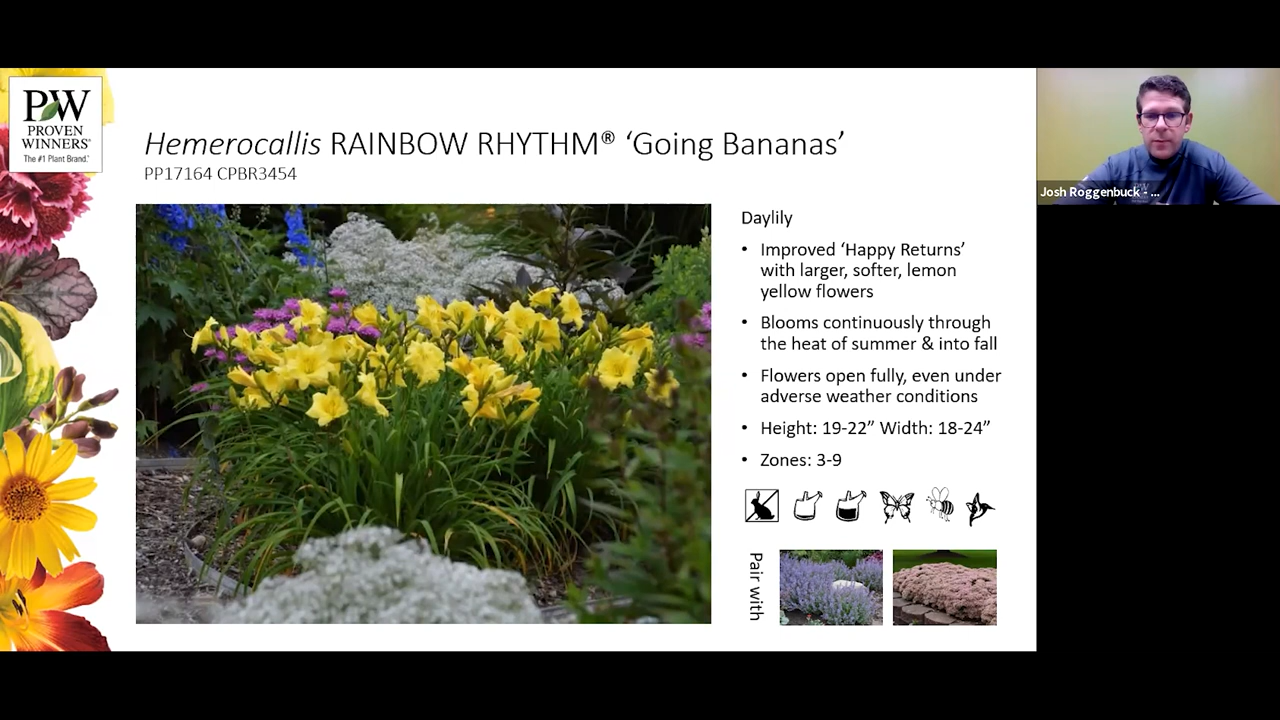 PW
PROVEN
WINNERS®
The #1 Plant Brand.®
Hemerocallis RAINBOW RHYTHM® ‘Going Bananas’
PP17164 CPBR3454
Daylily
• Improved ‘Happy Returns’
with larger, softer, lemon
yellow flowers
• Blooms continuously through
the heat of summer & into fall
• Flowers open fully, even under
adverse weather conditions
• Height: 19-22” Width: 18-24”
• Zones: 3-9
Pair with
Josh Roggenbuck - ...